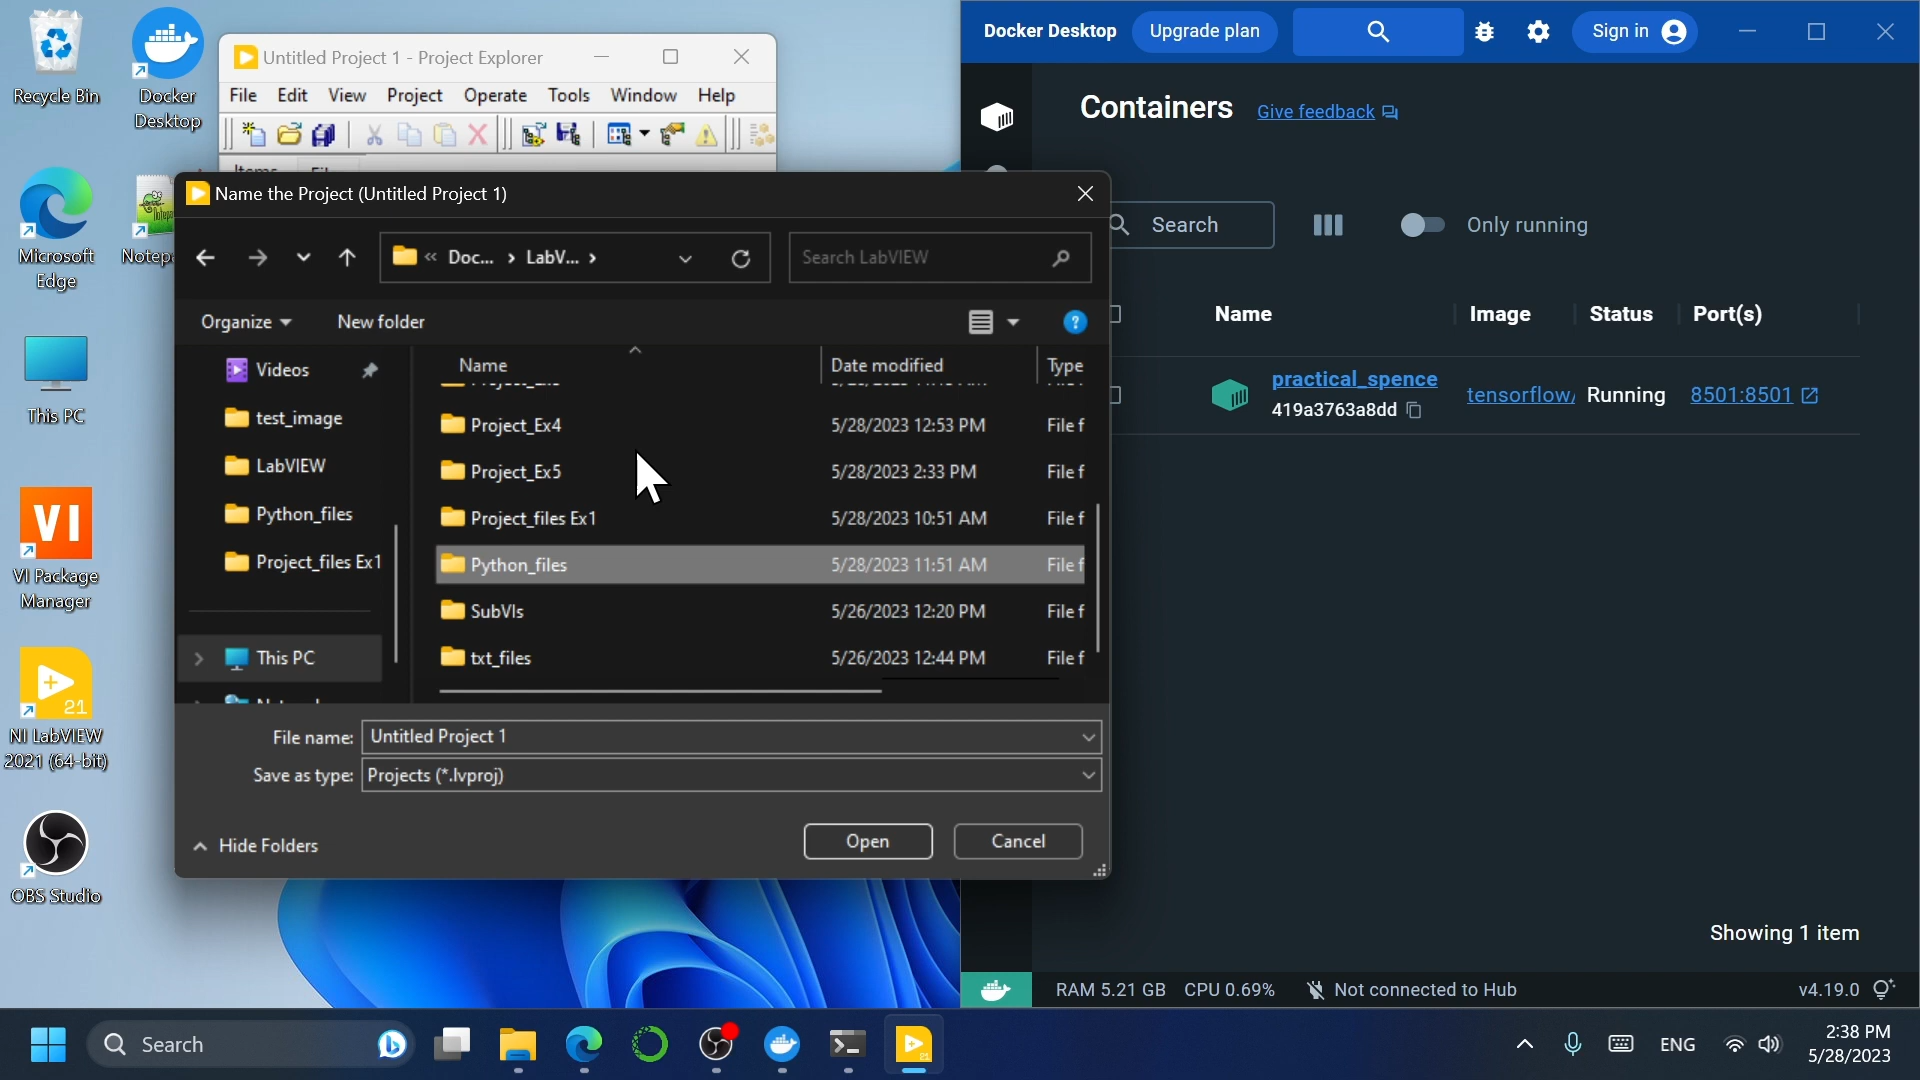 Recycle Bin
Docker
Desktop
Microsoft
Edge
Notep
This PC
VI
VI Package
Manager
21
NI LabVIEW
2021 (64-bit)
OBS Studio
Untitled Project 1 - Project Explorer
File Edit View Project Operate Tools Window Help
Items
Name the Project (Untitled Project 1)
« Doc... › LabV... ›
Search LabVIEW
Organize
New folder
Videos
test_image
LabVIEW
Python_files
Project_files Ex1
This PC
Name Date modified Type
Project_Ex4 5/28/2023 12:53 PM File f
Project_Ex5 5/28/2023 2:33 PM File f
Project_files Ex1 5/28/2023 10:51 AM File f
Python_files 5/28/2023 11:51 AM File f
SubVIs 5/26/2023 12:20 PM File f
txt_files 5/26/2023 12:44 PM File f
File name: Untitled Project 1
Save as type: Projects (*.lvproj)
Hide Folders
Open
Cancel
Docker Desktop
Upgrade plan
Sign in
Containers
Give feedback
Search
Only running
Name Image Status Port(s)
practical_spence
419a3763a8dd
tensorflow/ Running 8501:8501
Showing 1 item
RAM 5.21 GB CPU 0.69% Not connected to Hub v4.19.0
Search
21
ENG
2:38 PM
5/28/2023